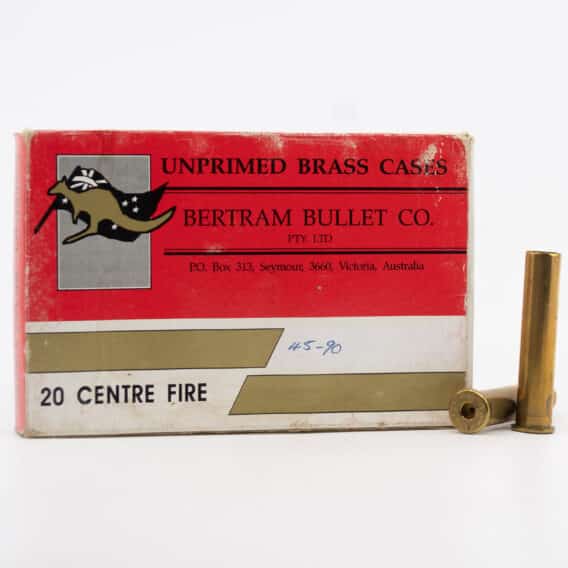 UNPRIMED BRASS CASES
BERTRAM BULLET CO.
PTY. LTD
P.O. Box 313, Seymour, 3660, Victoria, Australia
45-90
20 CENTRE FIRE